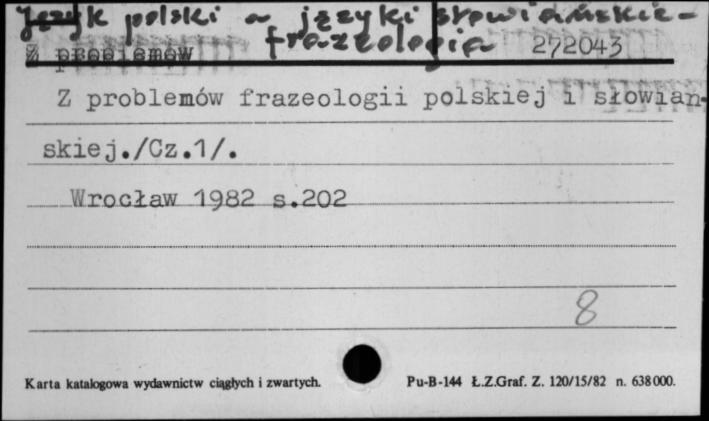 Język polski a języki słowiańskie -
frazeologia 272043
Z problemów
Z problemów frazeologii polskiej i słowiań-
skiej./Cz.1/.
Wrocław 1982 s.202
8
Karta katalogowa wydawnictw ciągłych i zwartych. Pu-B-144 Ł.Z.Graf. Z. 120/15/82 n. 638000.